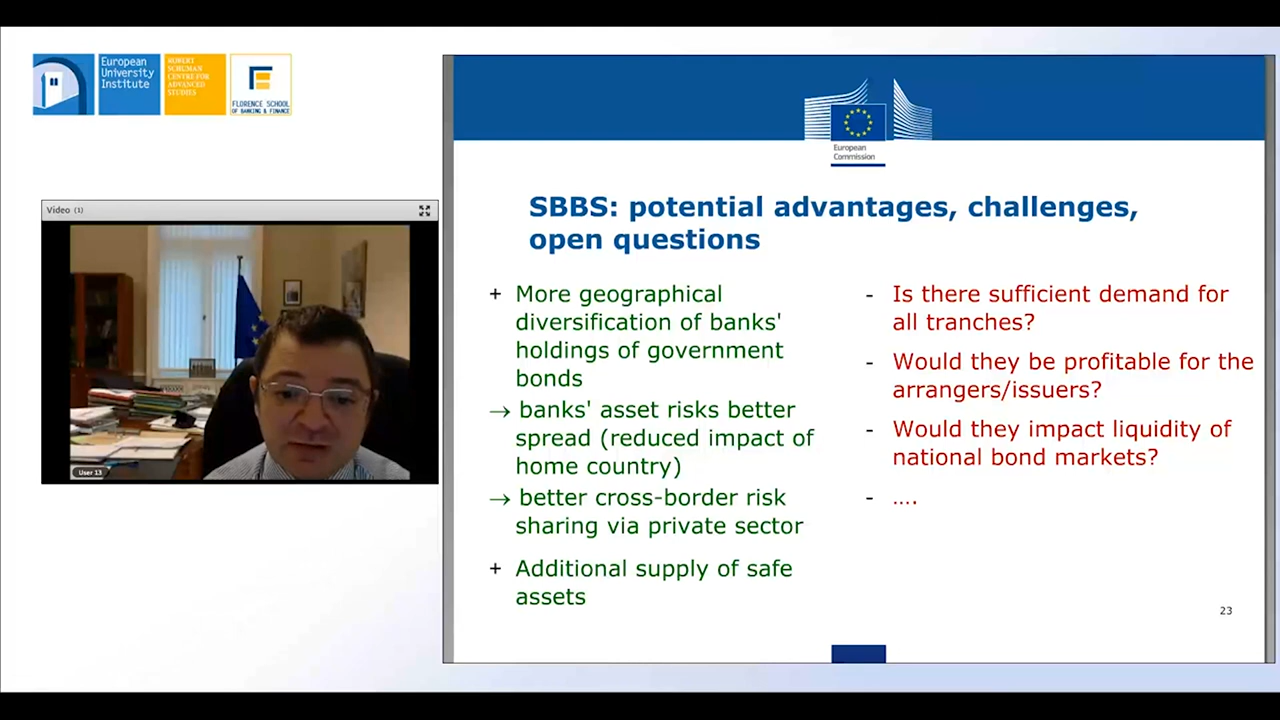 European
University
Institute
ROBERT
SCHUMAN
CENTRE FOR
ADVANCED
STUDIES
FLORENCE SCHOOL
OF BANKING & FINANCE
Video (1)
User 13
European
Commission
SBBS: potential advantages, challenges,
open questions
+ More geographical
diversification of banks'
holdings of government
bonds
→ banks' asset risks better
spread (reduced impact of
home country)
→ better cross-border risk
sharing via private sector
+ Additional supply of safe
assets
- Is there sufficient demand for
all tranches?
- Would they be profitable for the
arrangers/issuers?
- Would they impact liquidity of
national bond markets?
- ....
23